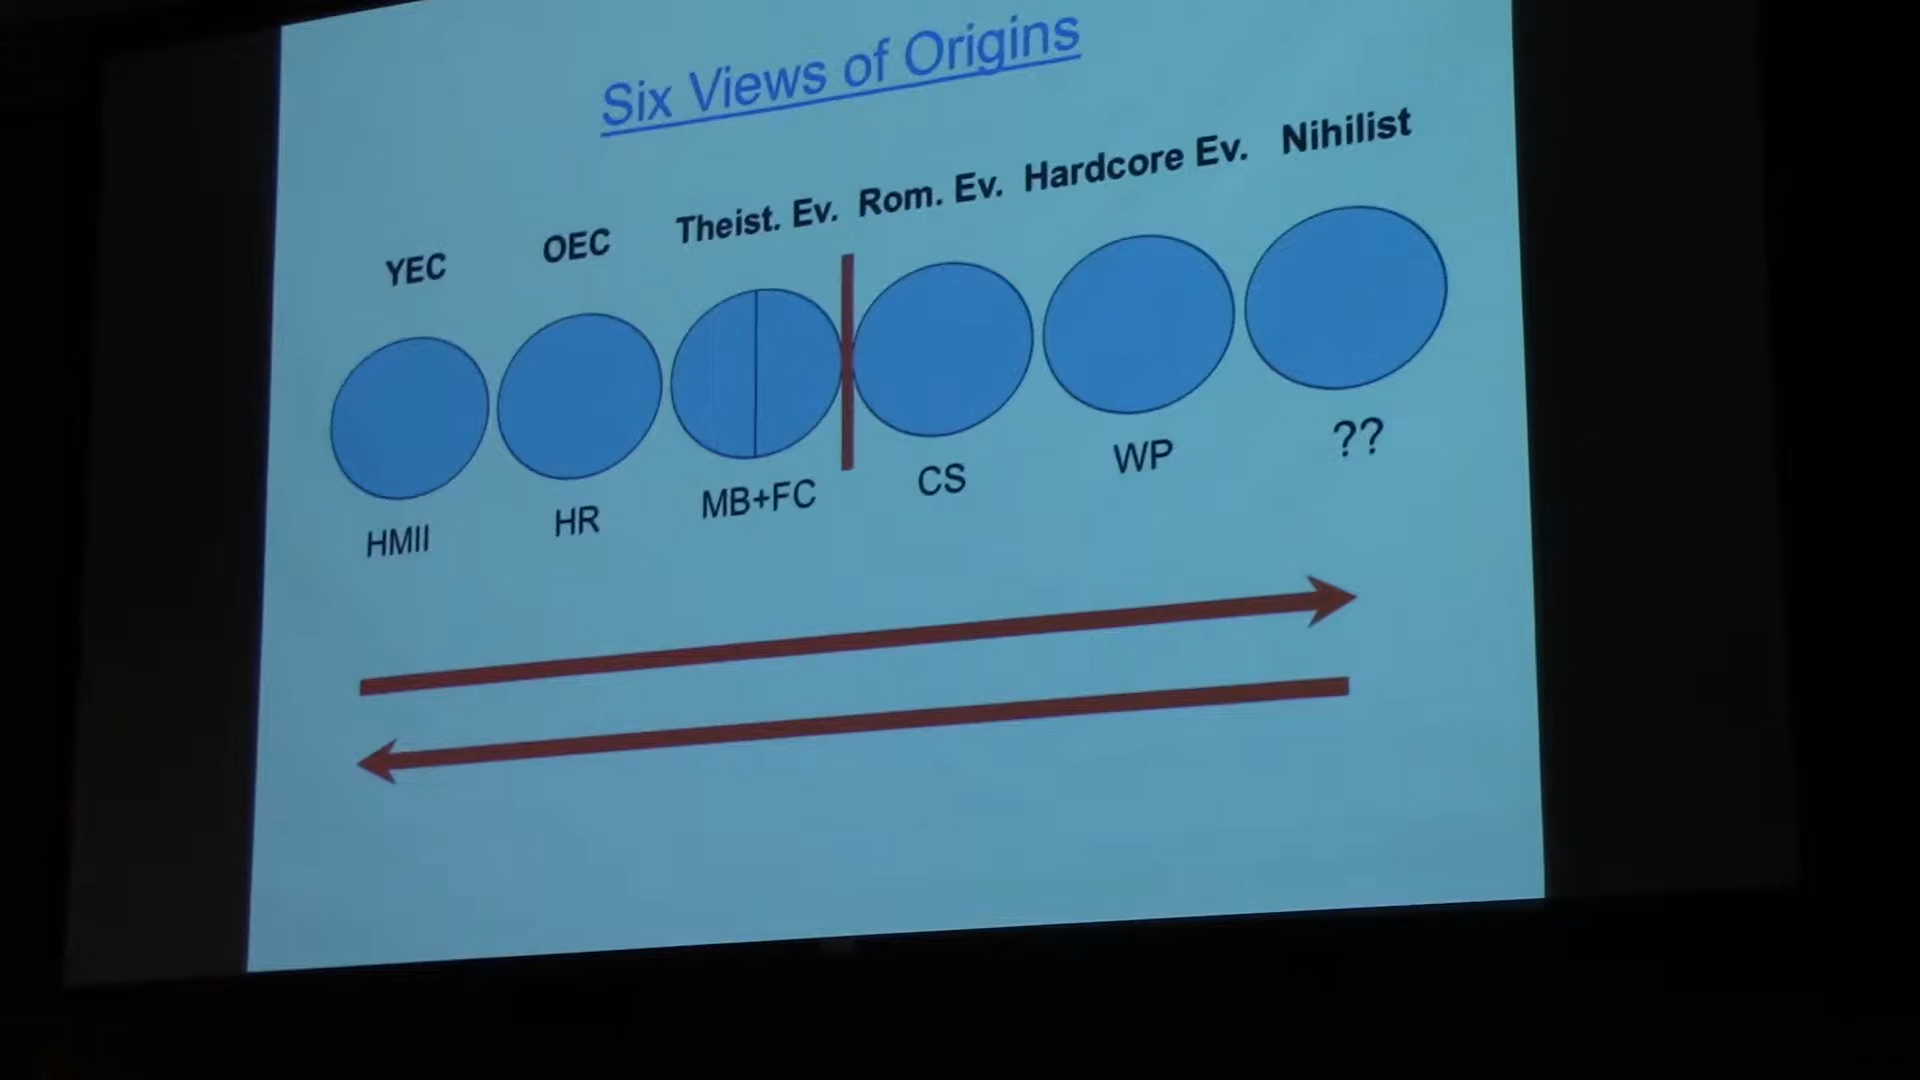 Six Views of Origins
YEC OEC Theist. Ev. Rom. Ev. Hardcore Ev. Nihilist
HMII HR MB+FC CS WP ??